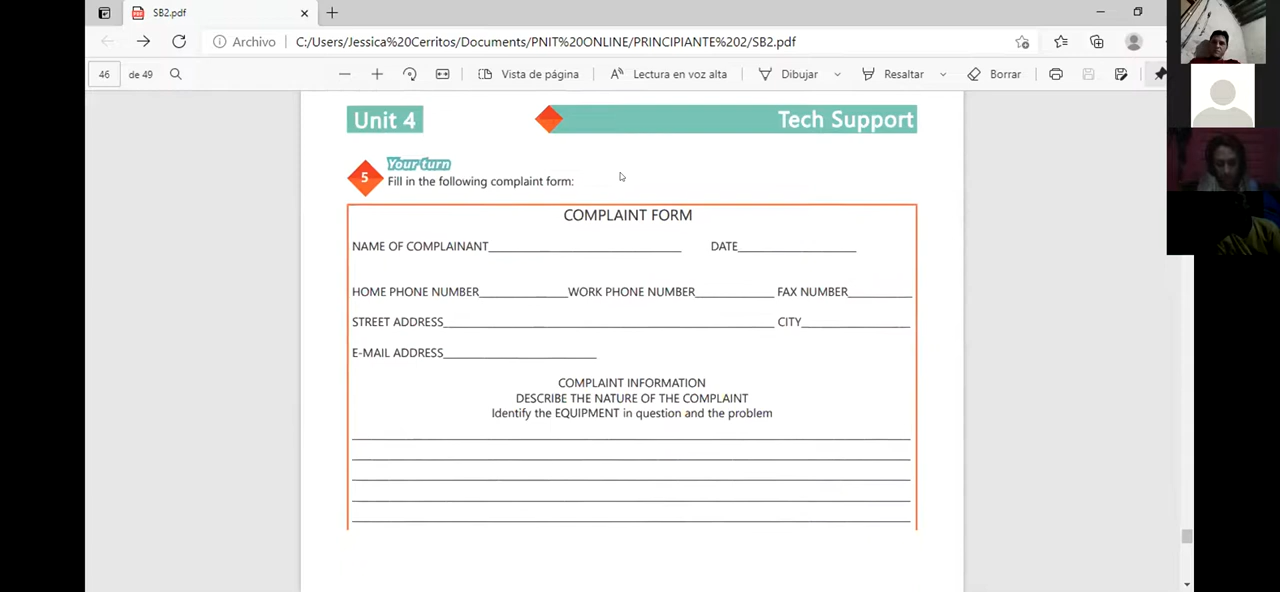 SB2.pdf
Archivo C:/Users/Jessica%20Cerritos/Documents/PNIT%20ONLINE/PRINCIPIANTE%202/SB2.pdf
46 de 49 Vista de página Lectura en voz alta Dibujar Resaltar Borrar
Unit 4 Tech Support
5 Your turn
Fill in the following complaint form:
COMPLAINT FORM
NAME OF COMPLAINANT DATE
HOME PHONE NUMBER WORK PHONE NUMBER FAX NUMBER
STREET ADDRESS CITY
E-MAIL ADDRESS
COMPLAINT INFORMATION
DESCRIBE THE NATURE OF THE COMPLAINT
Identify the EQUIPMENT in question and the problem